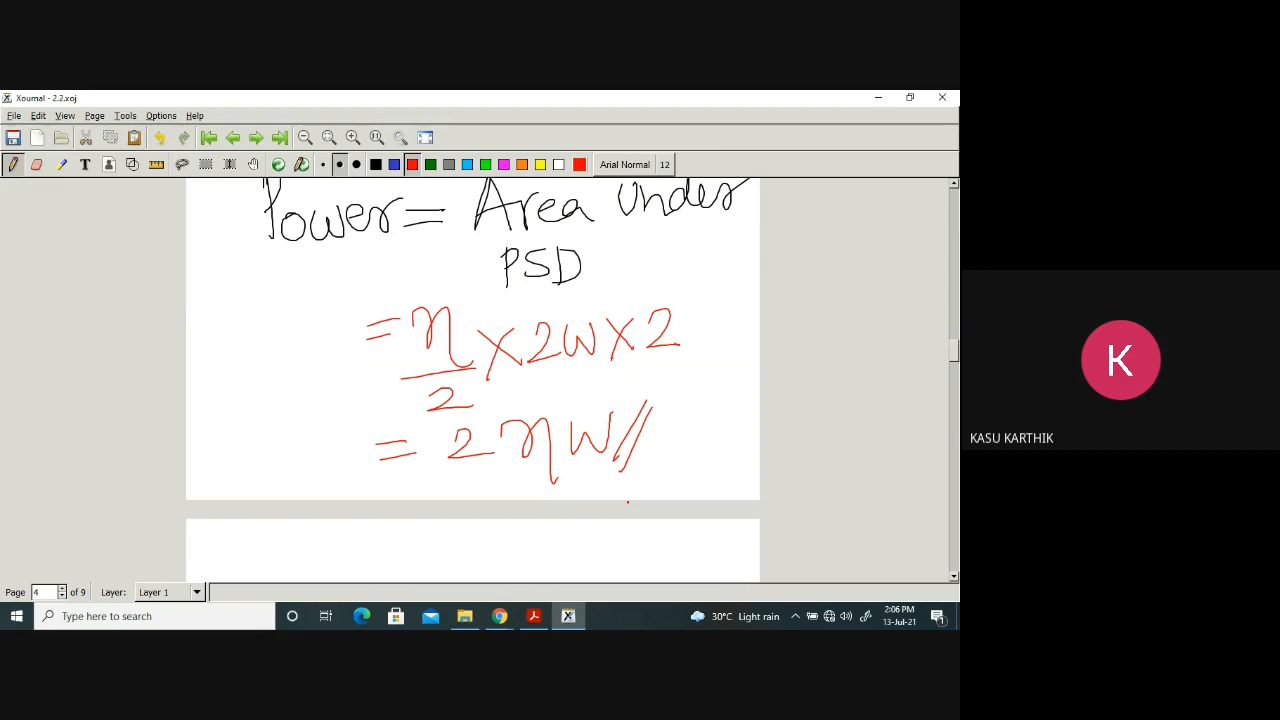 Xournal - 2.2.xoj
File Edit View Page Tools Options Help
Arial Normal 12
Power = Area Under
PSD
= η/2 × 2W × 2
= 2 η W //
K
KASU KARTHIK
Page 4 of 9 Layer: Layer 1
Type here to search
30°C Light rain
2:06 PM
13-Jul-21
1